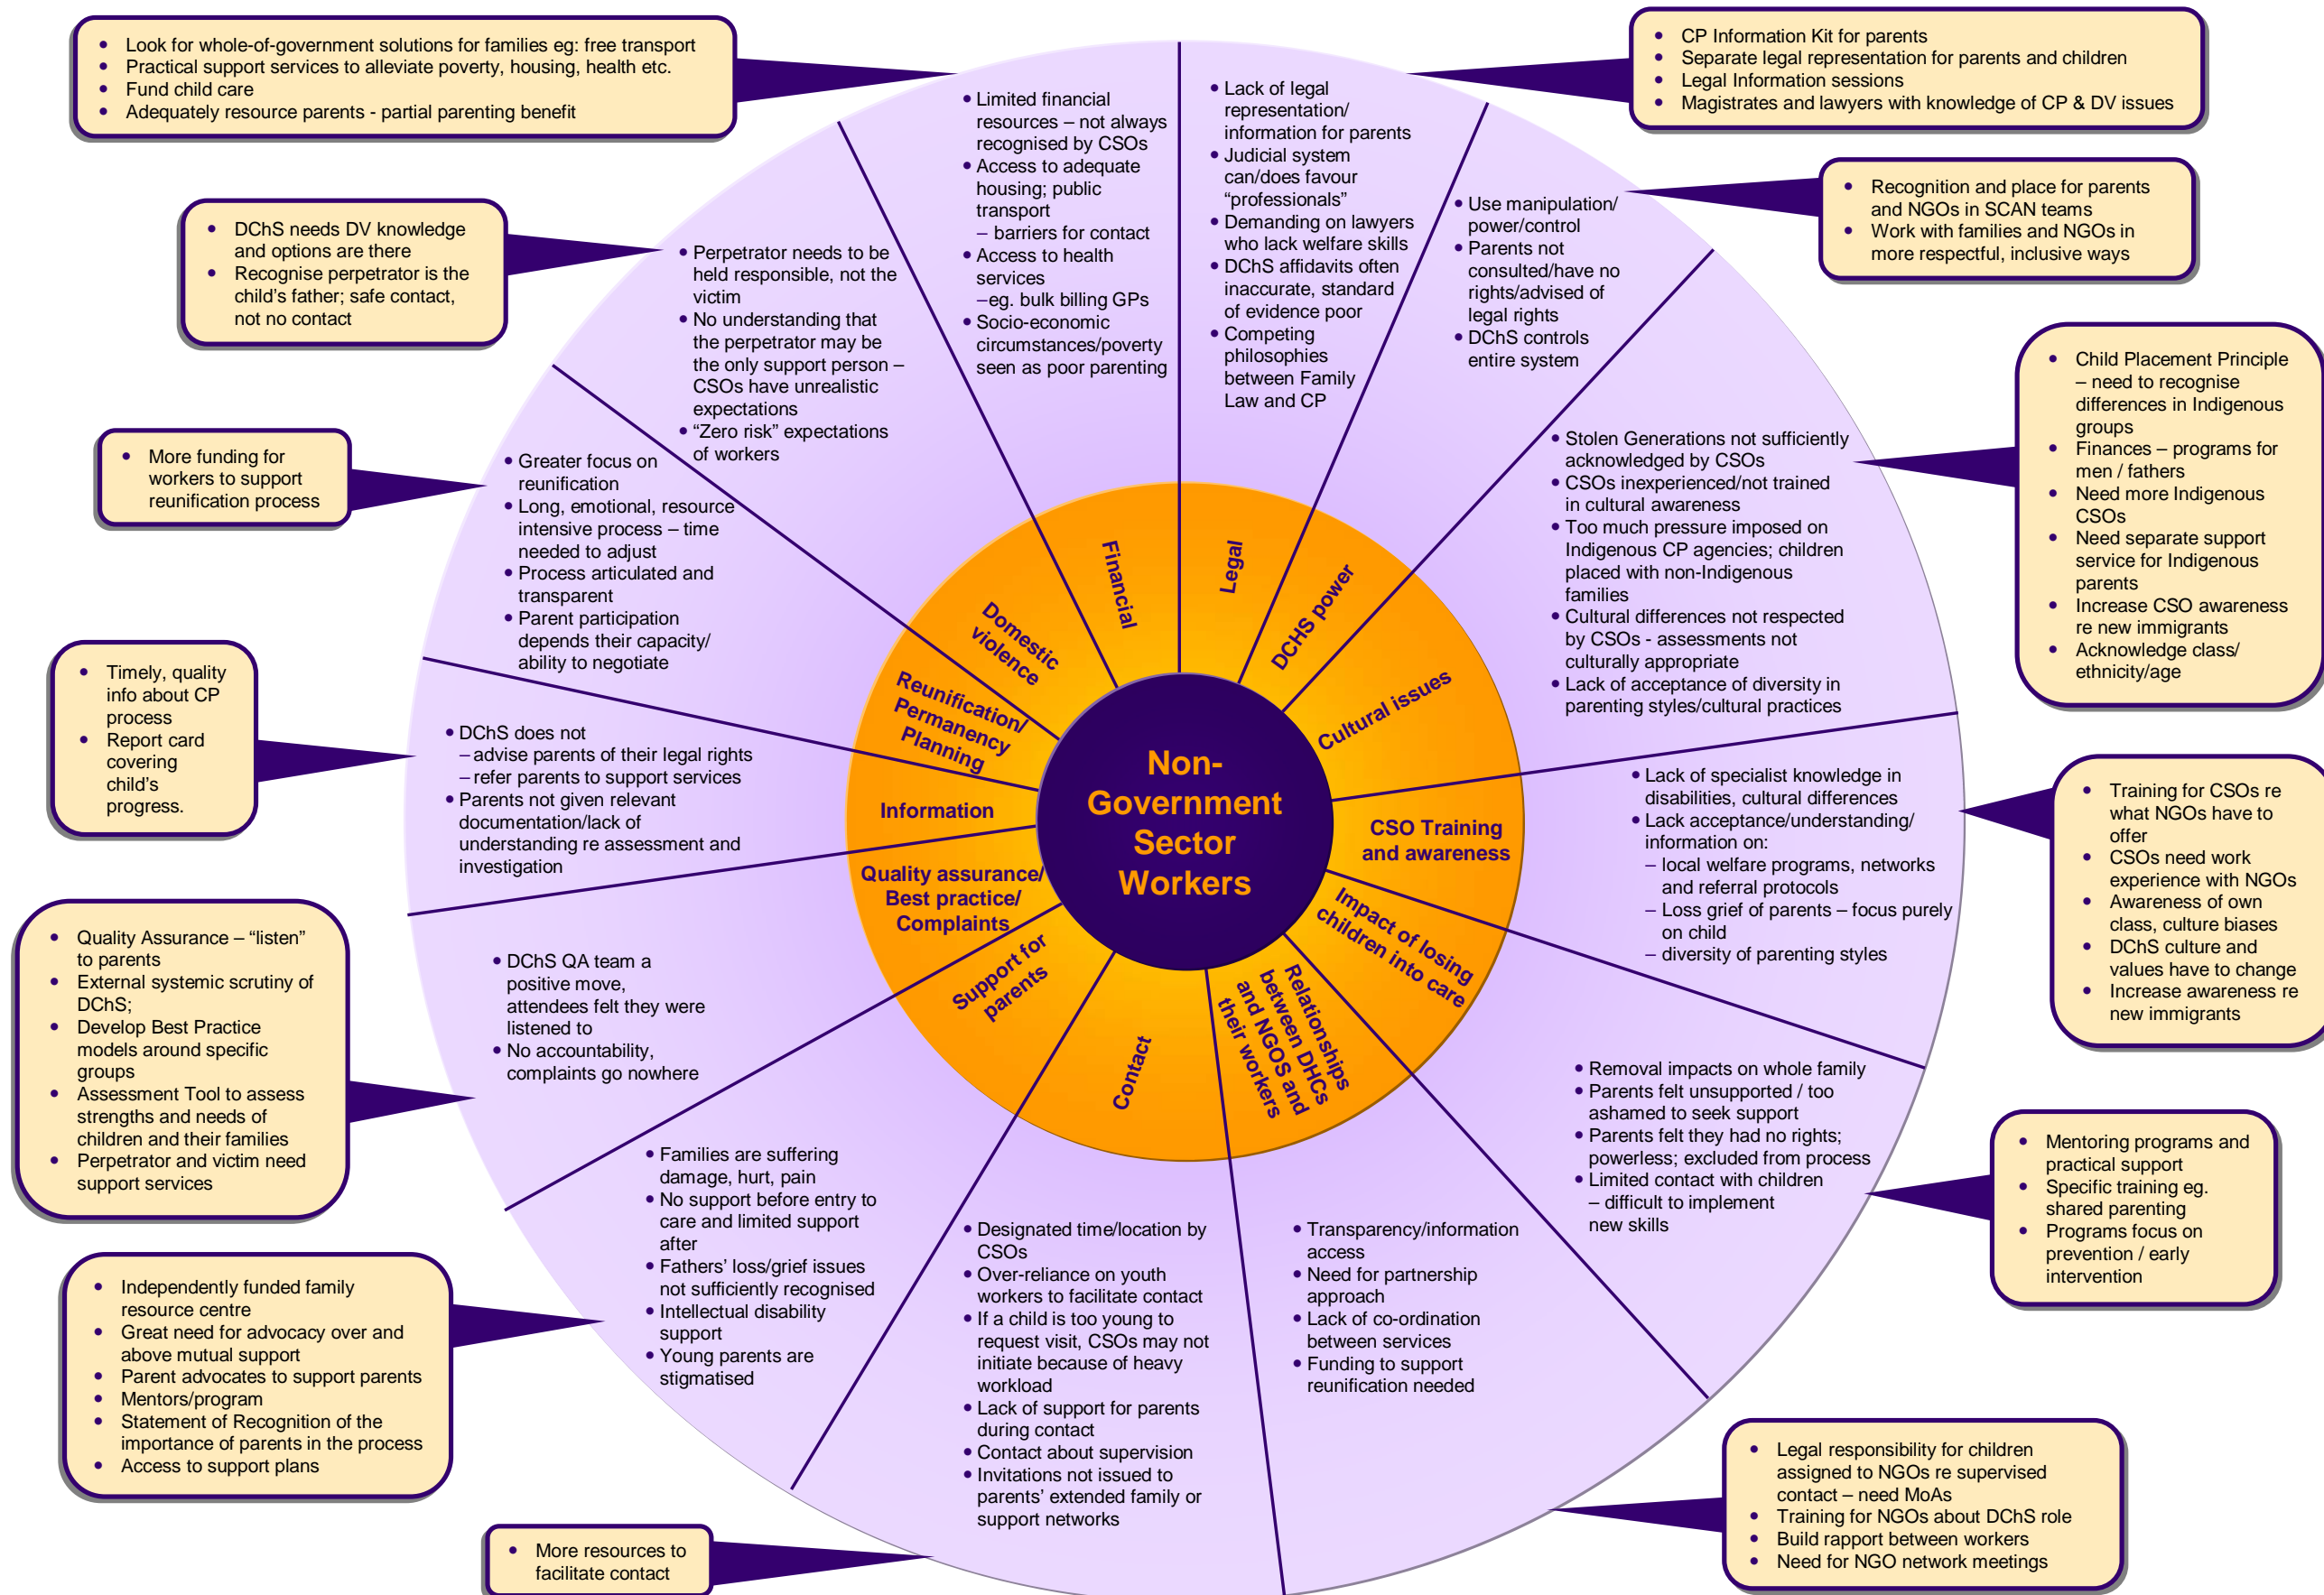 • Look for whole-of-government solutions for families eg: free transport
• Practical support services to alleviate poverty, housing, health etc.
• Fund child care
• Adequately resource parents - partial parenting benefit
• CP Information Kit for parents
• Separate legal representation for parents and children
• Legal Information sessions
• Magistrates and lawyers with knowledge of CP & DV issues
• Recognition and place for parents
and NGOs in SCAN teams
• Work with families and NGOs in
more respectful, inclusive ways
• Child Placement Principle
– need to recognise
differences in Indigenous
groups
• Finances – programs for
men / fathers
• Need more Indigenous
CSOs
• Need separate support
service for Indigenous
parents
• Increase CSO awareness
re new immigrants
• Acknowledge class/
ethnicity/age
• Training for CSOs re
what NGOs have to
offer
• CSOs need work
experience with NGOs
• Awareness of own
class, culture biases
• DChS culture and
values have to change
• Increase awareness re
new immigrants
• Mentoring programs and
practical support
• Specific training eg.
shared parenting
• Programs focus on
prevention / early
intervention
• Legal responsibility for children
assigned to NGOs re supervised
contact – need MoAs
• Training for NGOs about DChS role
• Build rapport between workers
• Need for NGO network meetings
• More resources to
facilitate contact
• Independently funded family
resource centre
• Great need for advocacy over and
above mutual support
• Parent advocates to support parents
• Mentors/program
• Statement of Recognition of the
importance of parents in the process
• Access to support plans
• Quality Assurance – “listen”
to parents
• External systemic scrutiny of
DChS;
• Develop Best Practice
models around specific
groups
• Assessment Tool to assess
strengths and needs of
children and their families
• Perpetrator and victim need
support services
• Timely, quality
info about CP
process
• Report card
covering
child’s
progress.
• More funding for
workers to support
reunification process
• DChS needs DV knowledge
and options are there
• Recognise perpetrator is the
child’s father; safe contact,
not no contact
• Limited financial
resources – not always
recognised by CSOs
• Access to adequate
housing; public
transport
– barriers for contact
• Access to health
services
–eg. bulk billing GPs
• Socio-economic
circumstances/poverty
seen as poor parenting
• Lack of legal
representation/
information for parents
• Judicial system
can/does favour
“professionals”
• Demanding on lawyers
who lack welfare skills
• DChS affidavits often
inaccurate, standard
of evidence poor
• Competing
philosophies
between Family
Law and CP
• Use manipulation/
power/control
• Parents not
consulted/have no
rights/advised of
legal rights
• DChS controls
entire system
• Stolen Generations not sufficiently
acknowledged by CSOs
• CSOs inexperienced/not trained
in cultural awareness
• Too much pressure imposed on
Indigenous CP agencies; children
placed with non-Indigenous
families
• Cultural differences not respected
by CSOs - assessments not
culturally appropriate
• Lack of acceptance of diversity in
parenting styles/cultural practices
• Lack of specialist knowledge in
disabilities, cultural differences
• Lack acceptance/understanding/
information on:
– local welfare programs, networks
and referral protocols
– Loss grief of parents – focus purely
on child
– diversity of parenting styles
• Removal impacts on whole family
• Parents felt unsupported / too
ashamed to seek support
• Parents felt they had no rights;
powerless; excluded from process
• Limited contact with children
– difficult to implement
new skills
• Transparency/information
access
• Need for partnership
approach
• Lack of co-ordination
between services
• Funding to support
reunification needed
• Designated time/location by
CSOs
• Over-reliance on youth
workers to facilitate contact
• If a child is too young to
request visit, CSOs may not
initiate because of heavy
workload
• Lack of support for parents
during contact
• Contact about supervision
• Invitations not issued to
parents’ extended family or
support networks
• Families are suffering
damage, hurt, pain
• No support before entry to
care and limited support
after
• Fathers’ loss/grief issues
not sufficiently recognised
• Intellectual disability
support
• Young parents are
stigmatised
• DChS QA team a
positive move,
attendees felt they were
listened to
• No accountability,
complaints go nowhere
• DChS does not
– advise parents of their legal rights
– refer parents to support services
• Parents not given relevant
documentation/lack of
understanding re assessment and
investigation
• Greater focus on
reunification
• Long, emotional, resource
intensive process – time
needed to adjust
• Process articulated and
transparent
• Parent participation
depends their capacity/
ability to negotiate
• Perpetrator needs to be
held responsible, not the
victim
• No understanding that
the perpetrator may be
the only support person –
CSOs have unrealistic
expectations
• “Zero risk” expectations
of workers
Financial
Legal
DCHS power
Cultural issues
CSO Training
and awareness
Impact of losing
children into care
Relationships
between DHCs
and NGOS and
their workers
Contact
Support for
parents
Quality assurance/
Best practice/
Complaints
Information
Reunification/
Permanency
Planning
Domestic
violence
Non-
Government
Sector
Workers